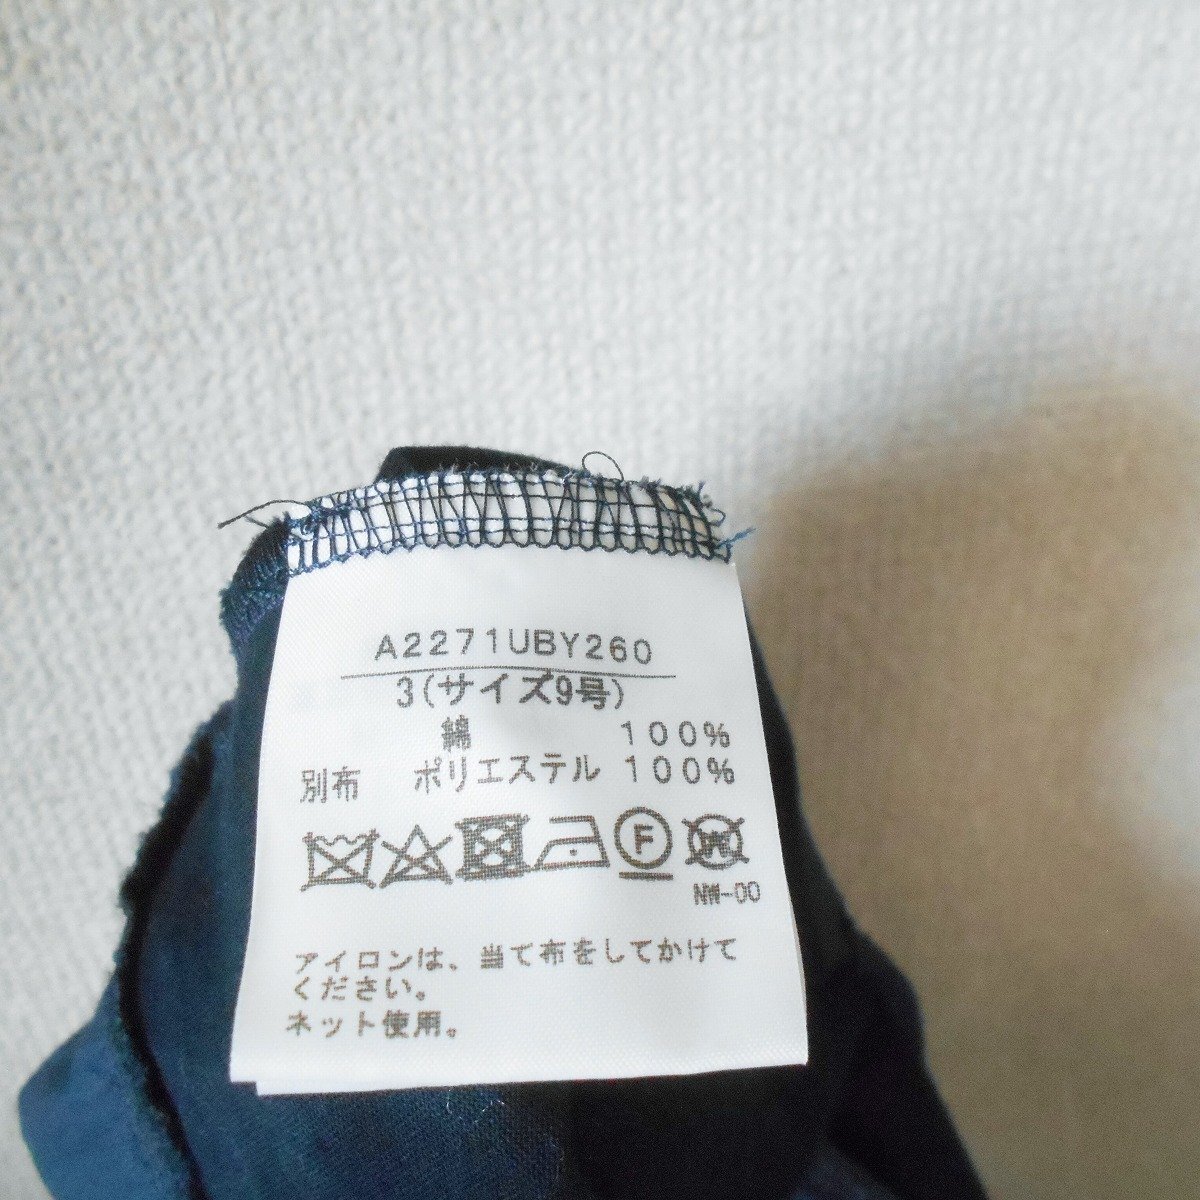 A2271UBY260
3(サイズ9号)
綿 100%
別布 ポリエステル 100%
F W
NW-00
アイロンは、当て布をしてかけて
ください。
ネット使用。